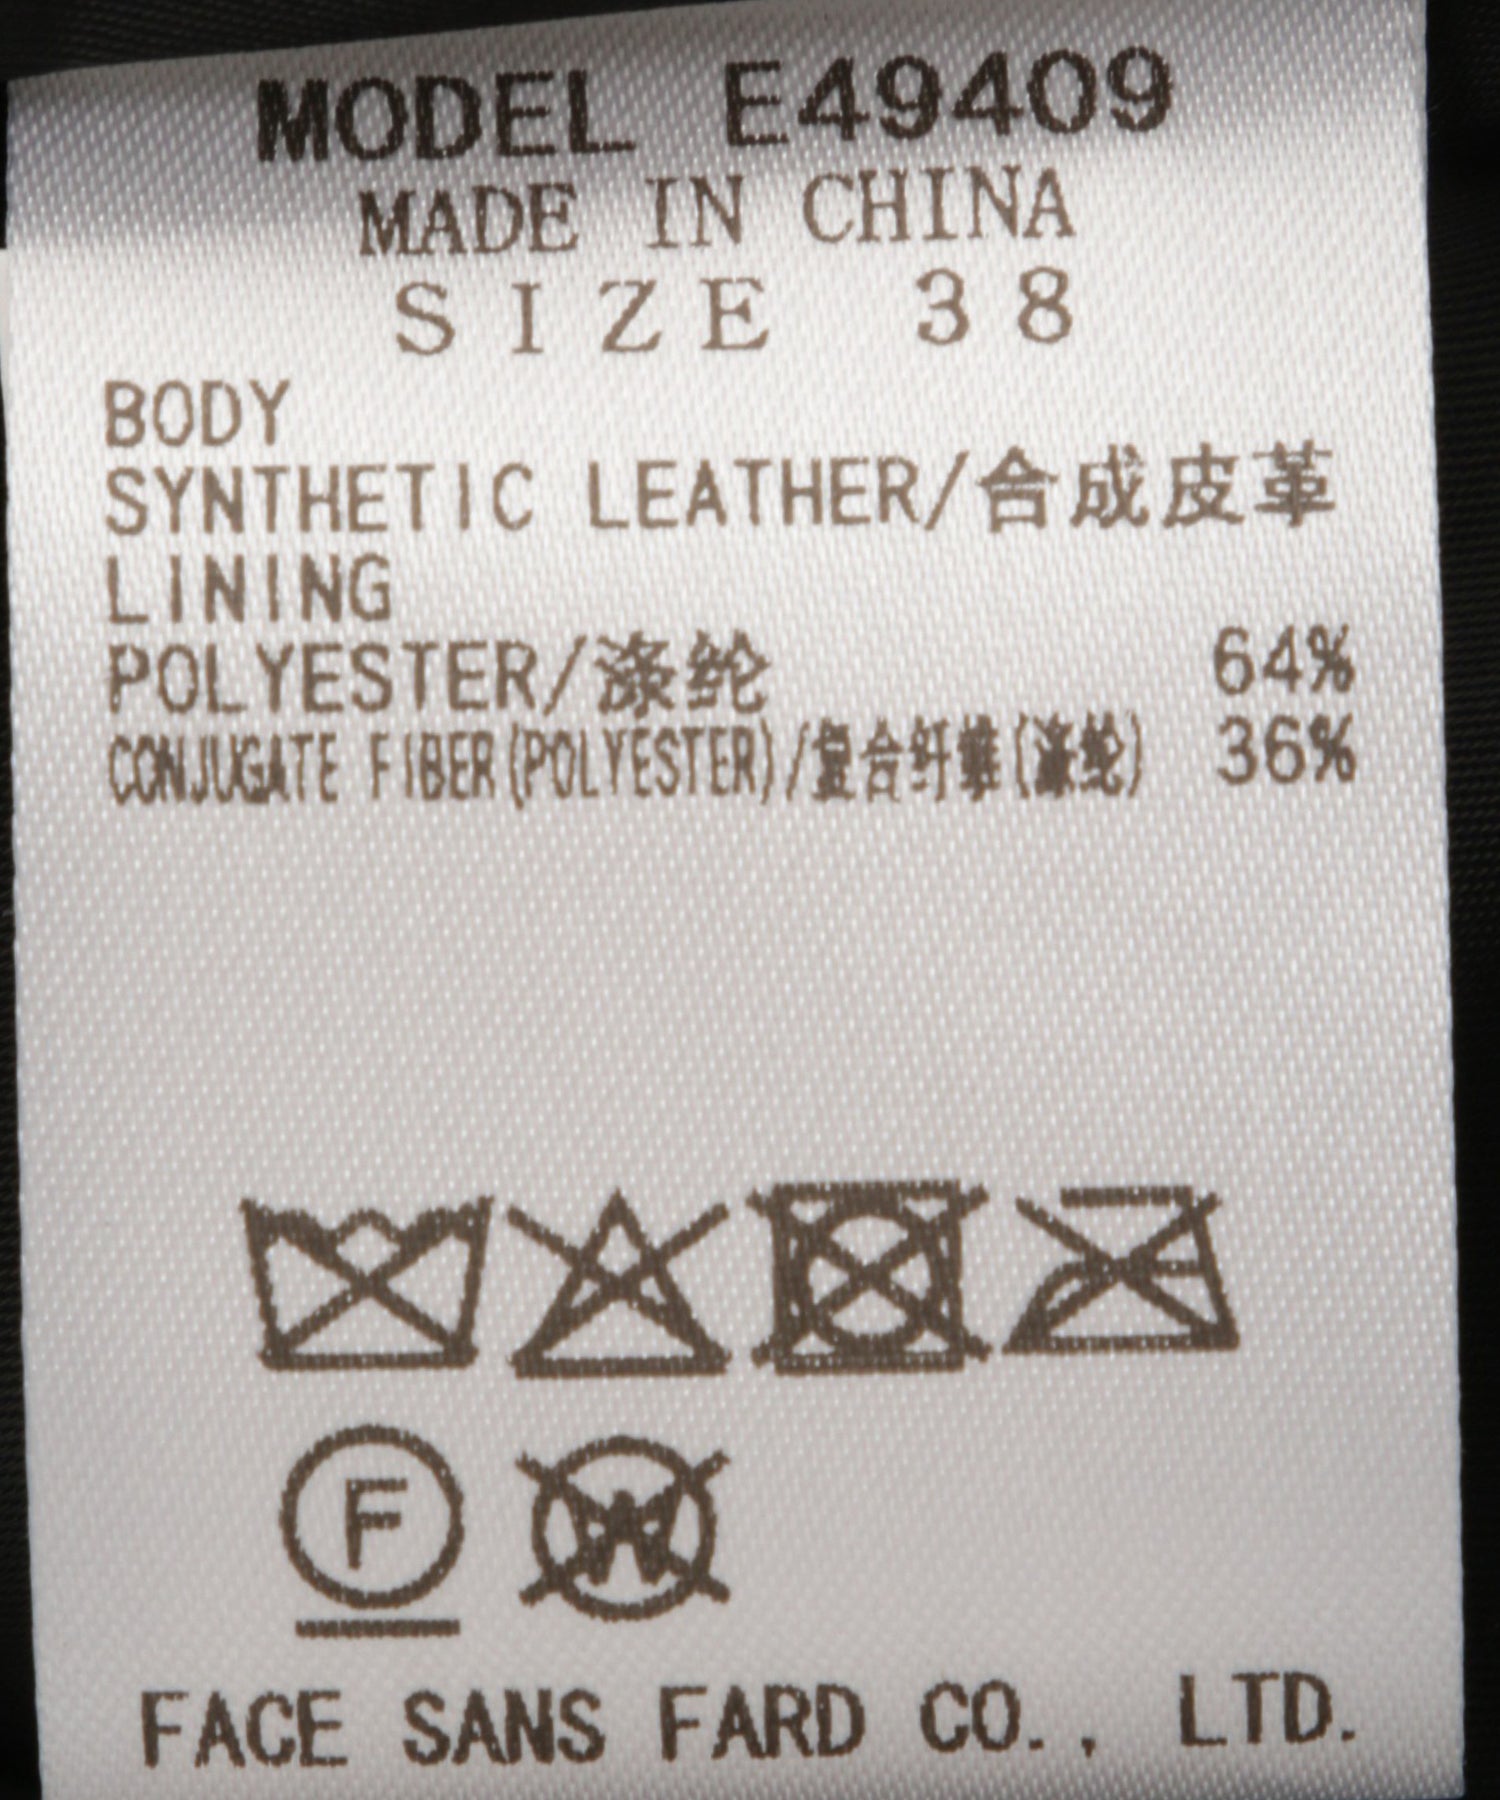 MODEL E49409
MADE IN CHINA
SIZE 38
BODY
SYNTHETIC LEATHER/合成皮革
LINING
POLYESTER/涤纶 64%
CONJUGATE FIBER(POLYESTER)/复合纤维(涤纶) 36%
F
W
FACE SANS FARD CO., LTD.